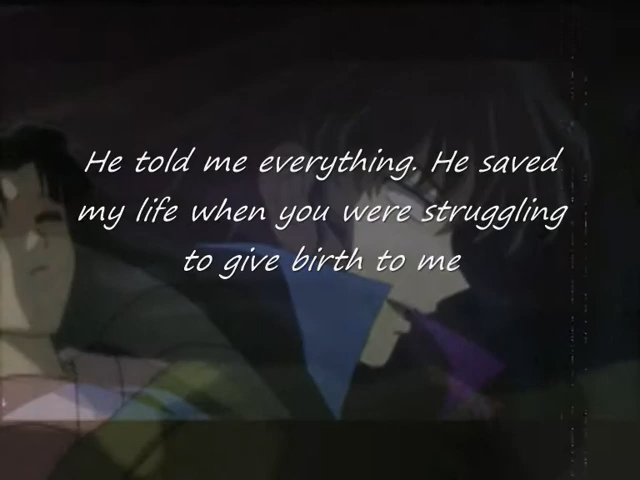 He told me everything. He saved
my life when you were struggling
to give birth to me